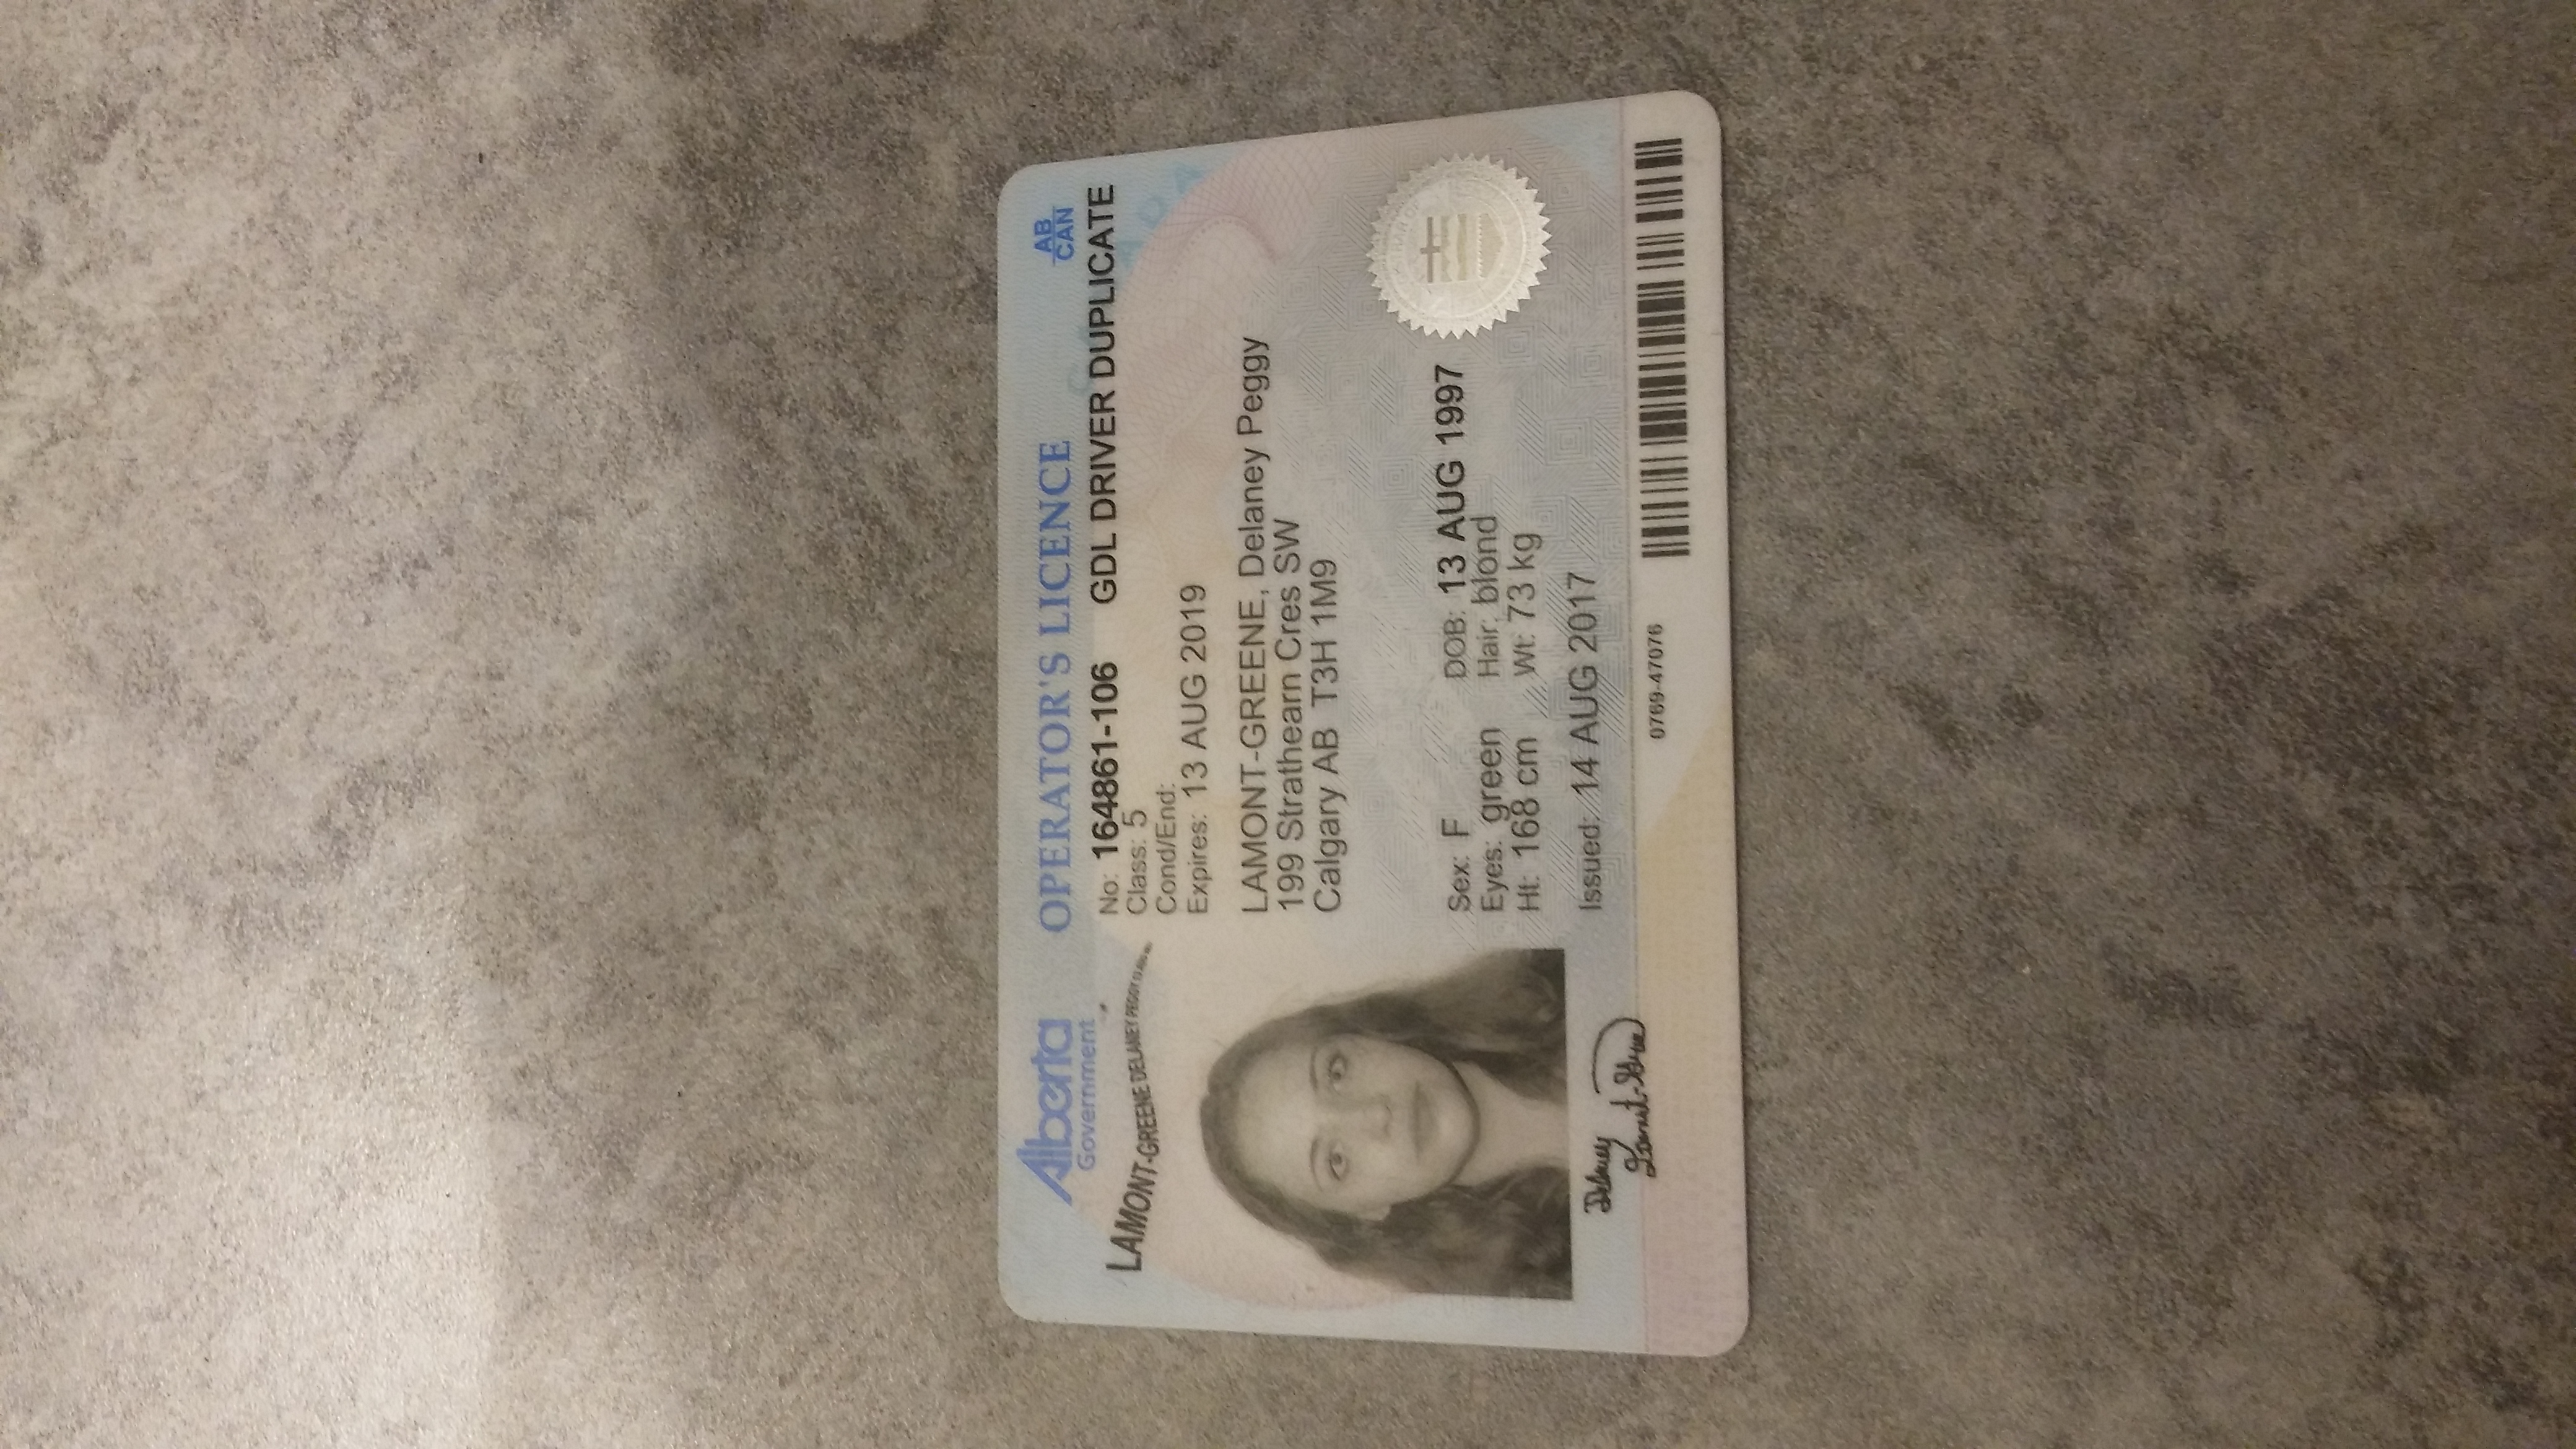 Alberta
Government
OPERATOR'S LICENCE
AB
CAN
No: 164861-106 GDL DRIVER DUPLICATE
LAMONT-GREENE DELANEY PEGGY
Class: 5
Cond/End:
Expires: 13 AUG 2019
LAMONT-GREENE, Delaney Peggy
199 Strathearn Cres SW
Calgary AB T3H 1M9
Sex: F DOB: 13 AUG 1997
Eyes: green Hair: blond
Ht: 168 cm Wt: 73 kg
Issued: 14 AUG 2017
Delaney
Lamont-Greene
0769-47076